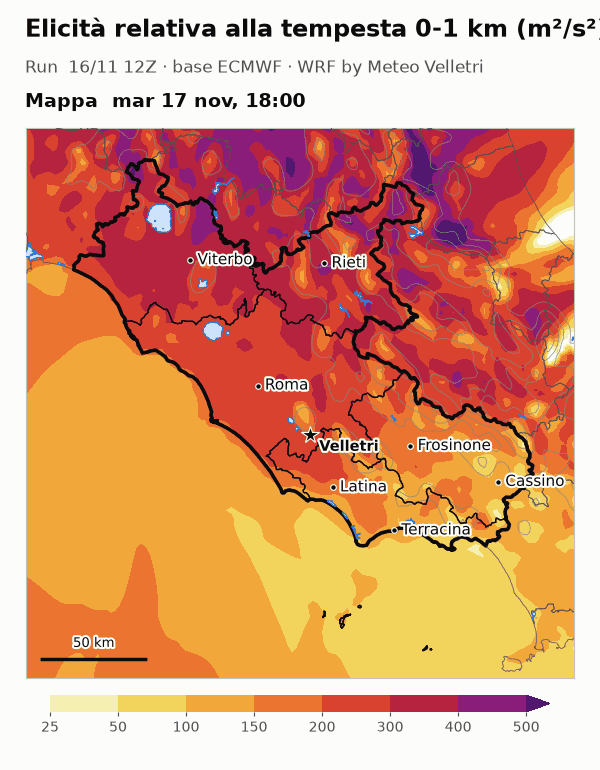 Elicità relativa alla tempesta 0-1 km (m²/s²)
Run 16/11 12Z · base ECMWF · WRF by Meteo Velletri
Mappa mar 17 nov, 18:00
Viterbo
Rieti
Roma
Velletri
Frosinone
Latina
Cassino
Terracina
50 km
25 50 100 150 200 300 400 500